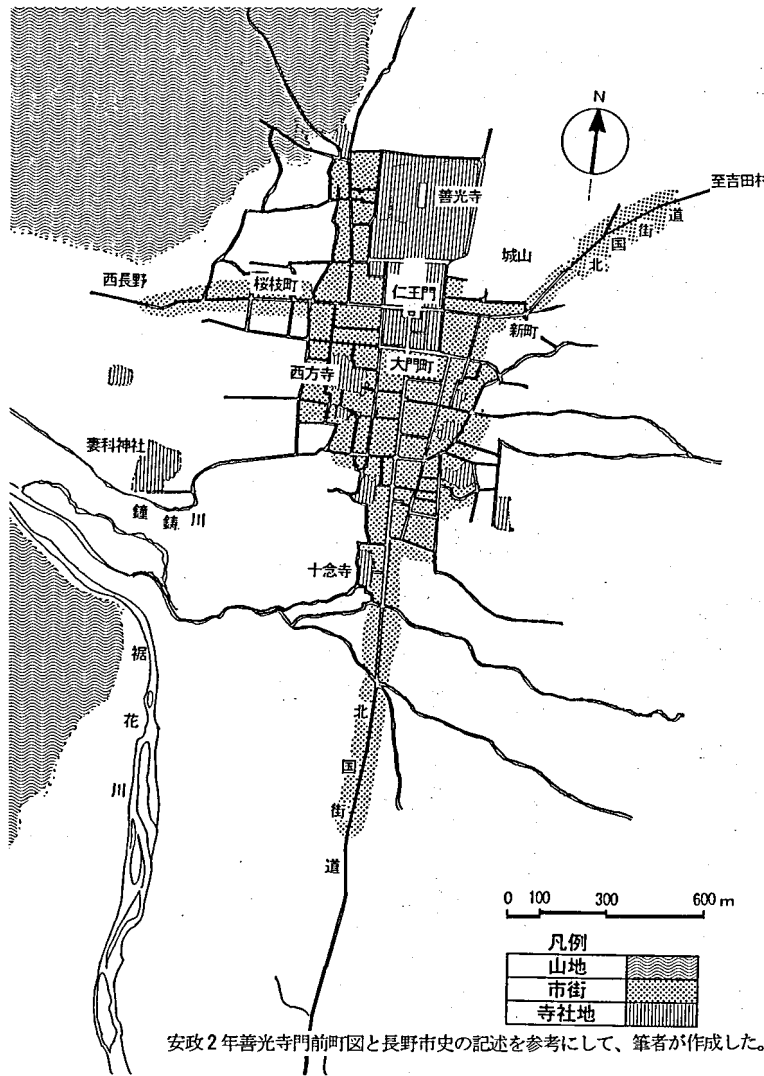 N
至吉田村
善光寺
北国街道
城山
西長野
桜枝町
仁王門
新町
西方寺
大門町
妻科神社
鐘鋳川
十念寺
裾花川
北国街道
0 100 300 600 m
凡例
山地
市街
寺社地
安政2年善光寺門前町図と長野市史の記述を参考にして、筆者が作成した。